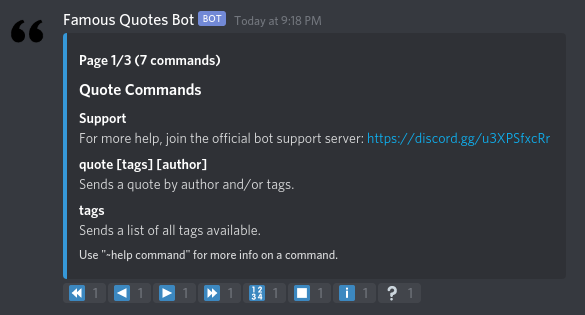 Famous Quotes Bot BOT Today at 9:18 PM
Page 1/3 (7 commands)
Quote Commands
Support
For more help, join the official bot support server: https://discord.gg/u3XPSfxcRr
quote [tags] [author]
Sends a quote by author and/or tags.
tags
Sends a list of all tags available.
Use "~help command" for more info on a command.
1 1 1 1 1234 1 1 i 1 ? 1